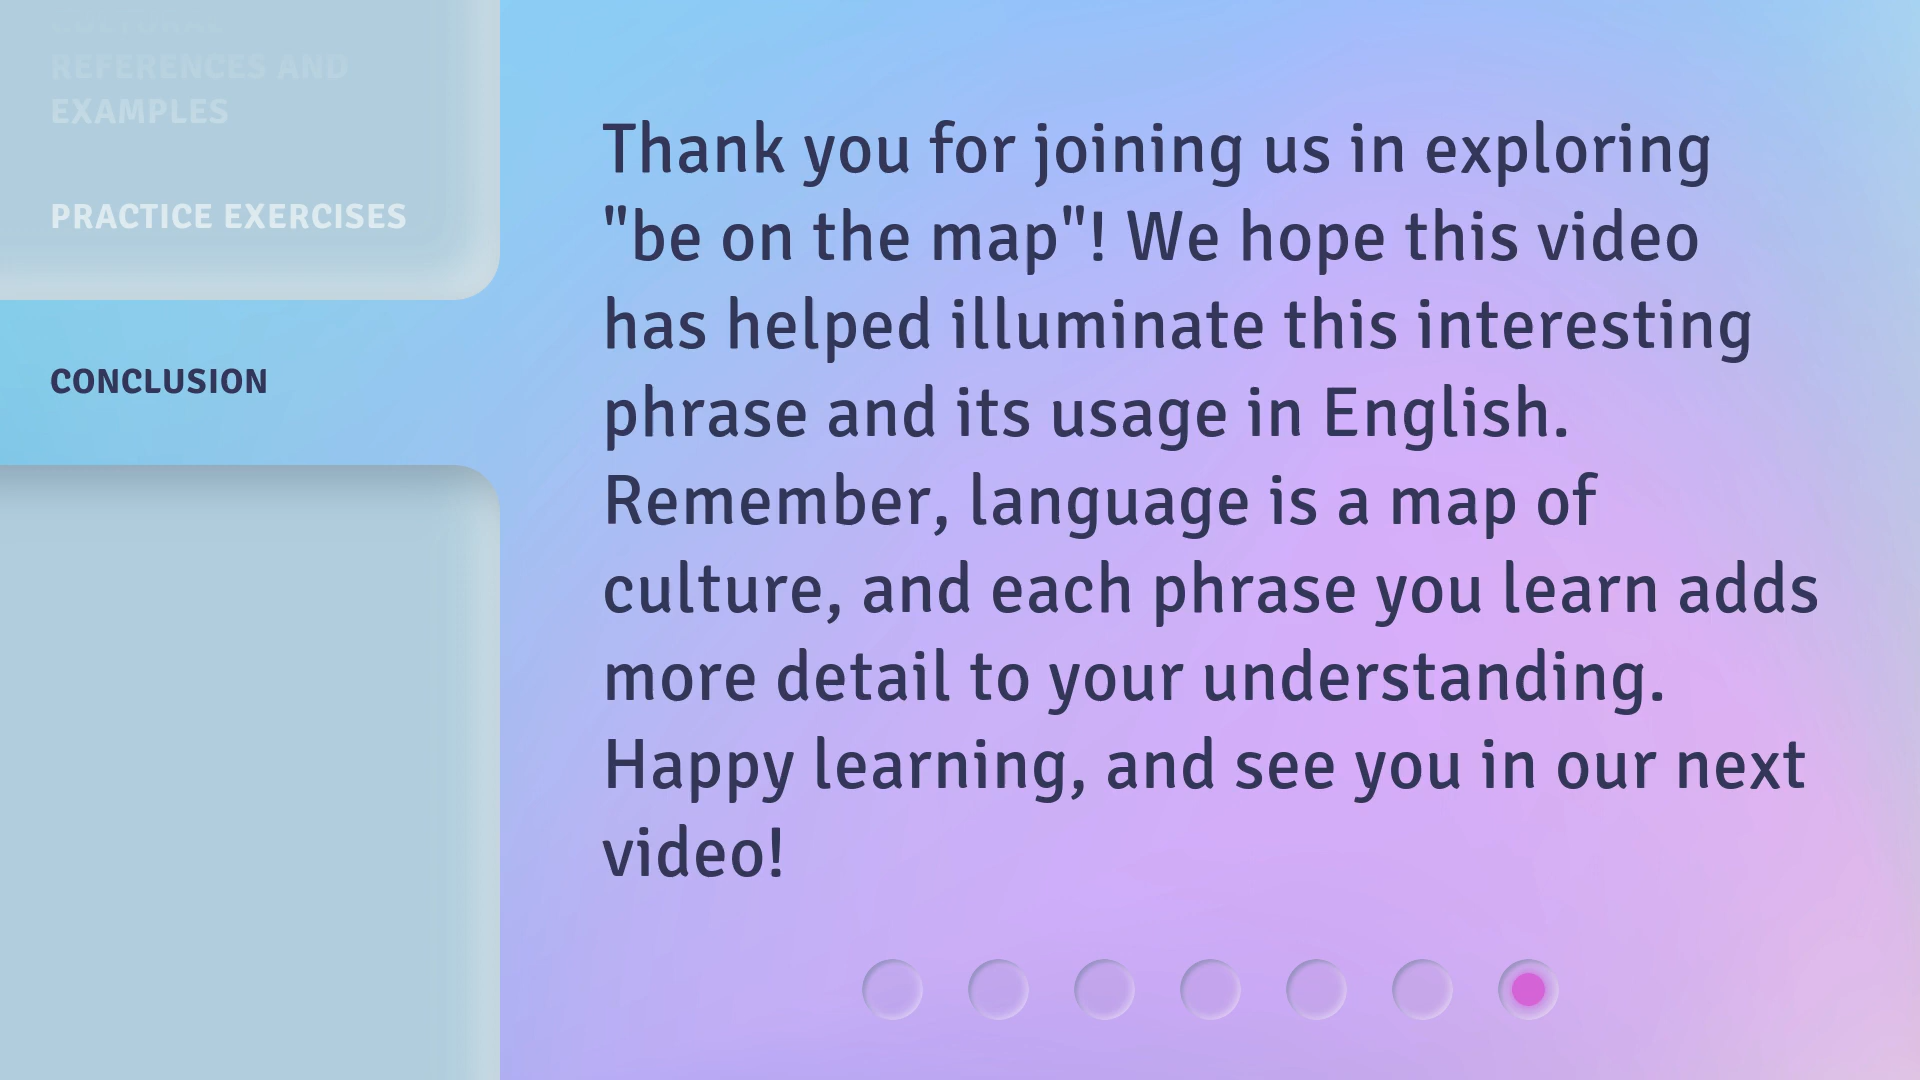 CULTURAL
REFERENCES AND
EXAMPLES
PRACTICE EXERCISES
CONCLUSION
Thank you for joining us in exploring
"be on the map"! We hope this video
has helped illuminate this interesting
phrase and its usage in English.
Remember, language is a map of
culture, and each phrase you learn adds
more detail to your understanding.
Happy learning, and see you in our next
video!